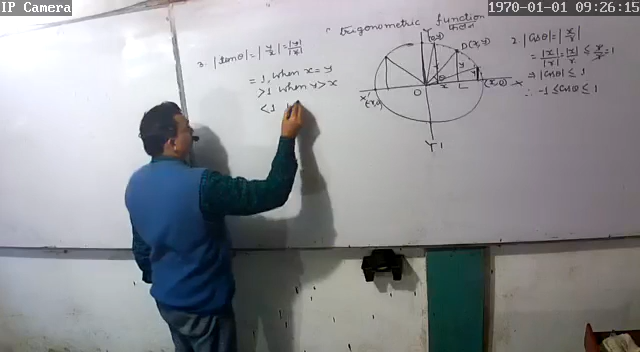 IP Camera
1970-01-01 09:26:15
trigonometric function
3. |tanθ| = |y/x| = |y|/|x|
= 1, when x = y
>1 when y>x
<1
Y
P(x,y)
y
O
x
L
X'
X
Y'
2. |cosθ| = |x/r|
= |x|/|r| = |x|/r ≤ r/r = 1
⇒ |cosθ| ≤ 1
∴ -1 ≤ cosθ ≤ 1